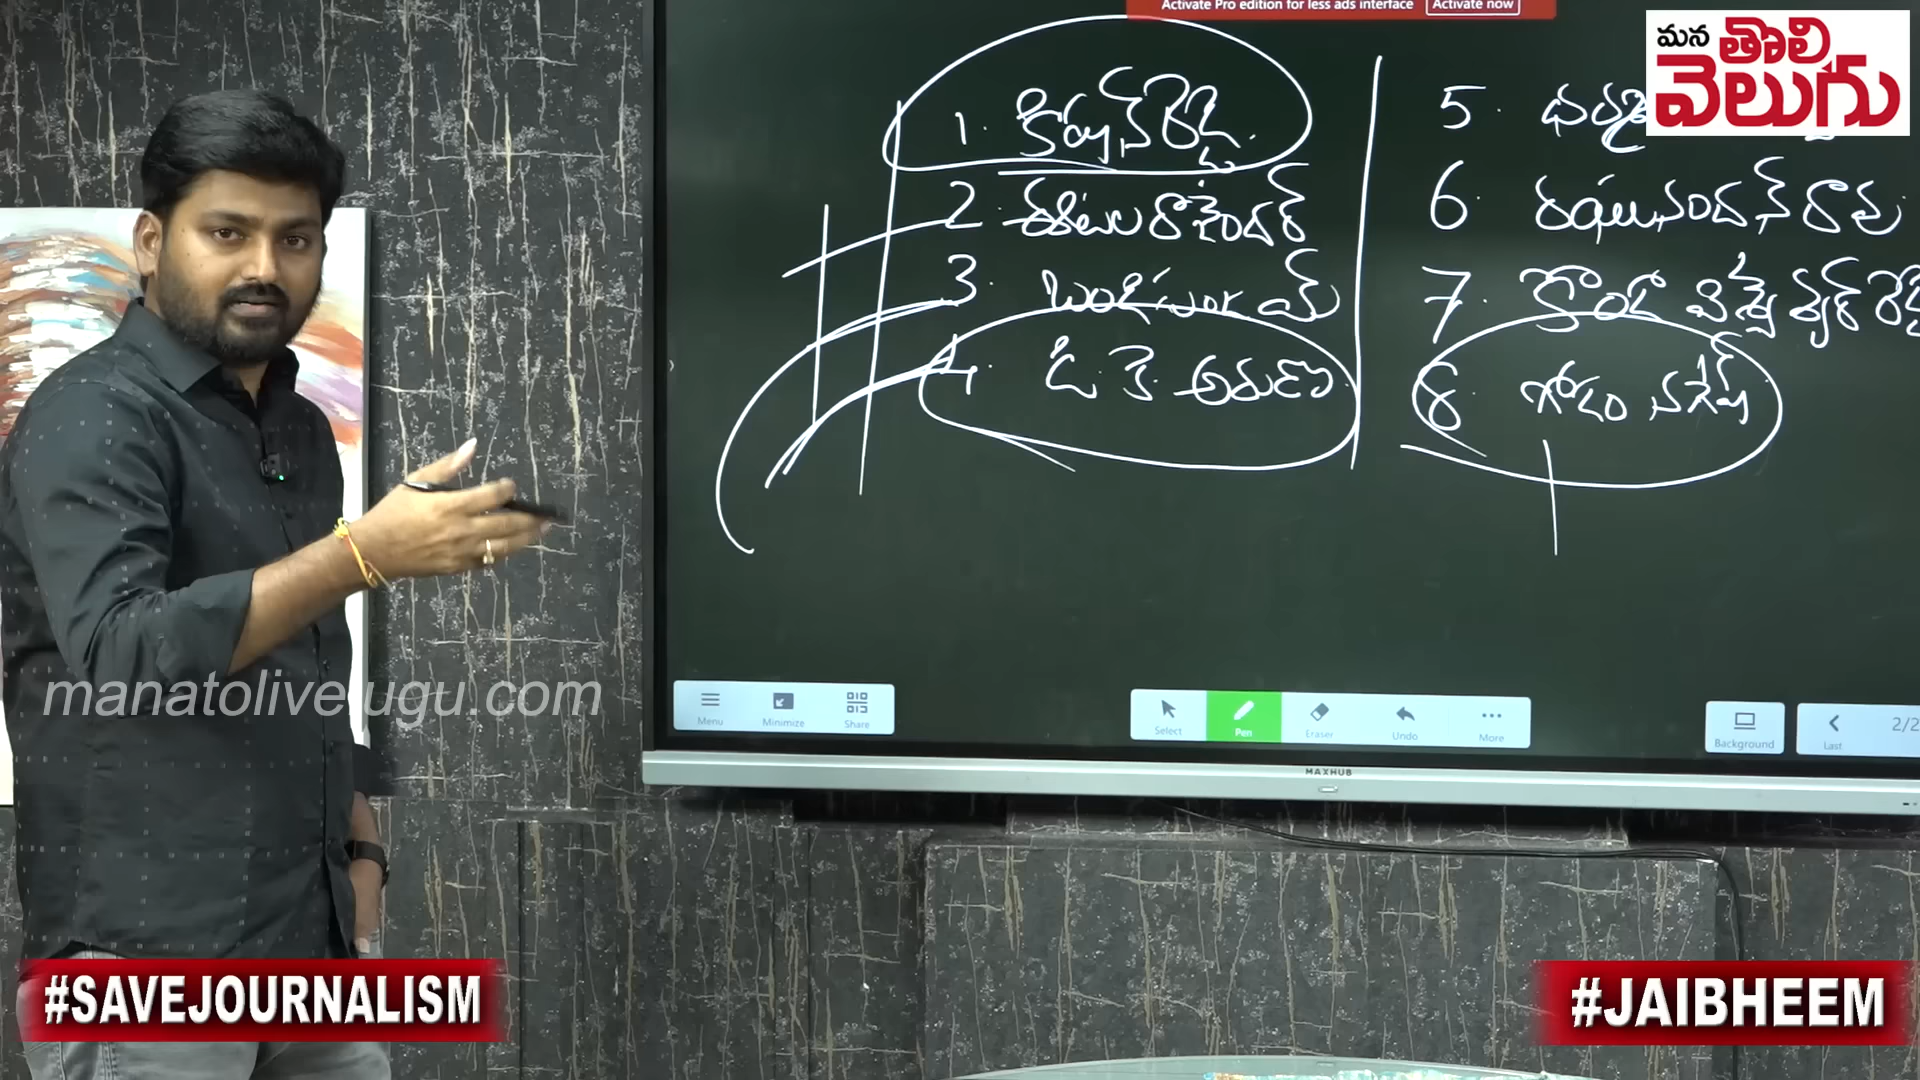 Activate Pro edition for less ads interface Activate now
మన
తొలి
వెలుగు
1. కిషన్ రెడ్డి.
2. ఈటల రాజేందర్
3. బండి సంజయ్
4. డి. కె. అరుణ
5.
6. రఘునందన్ రావు
7. కొండా విశ్వేశ్వర్ రెడ్డి
8 గోడం నగేష్
manatolivelugu.com
Menu Minimize Share
Select Pen Eraser Undo More
Background Last 2/2
MAXHUB
#SAVEJOURNALISM
#JAIBHEEM